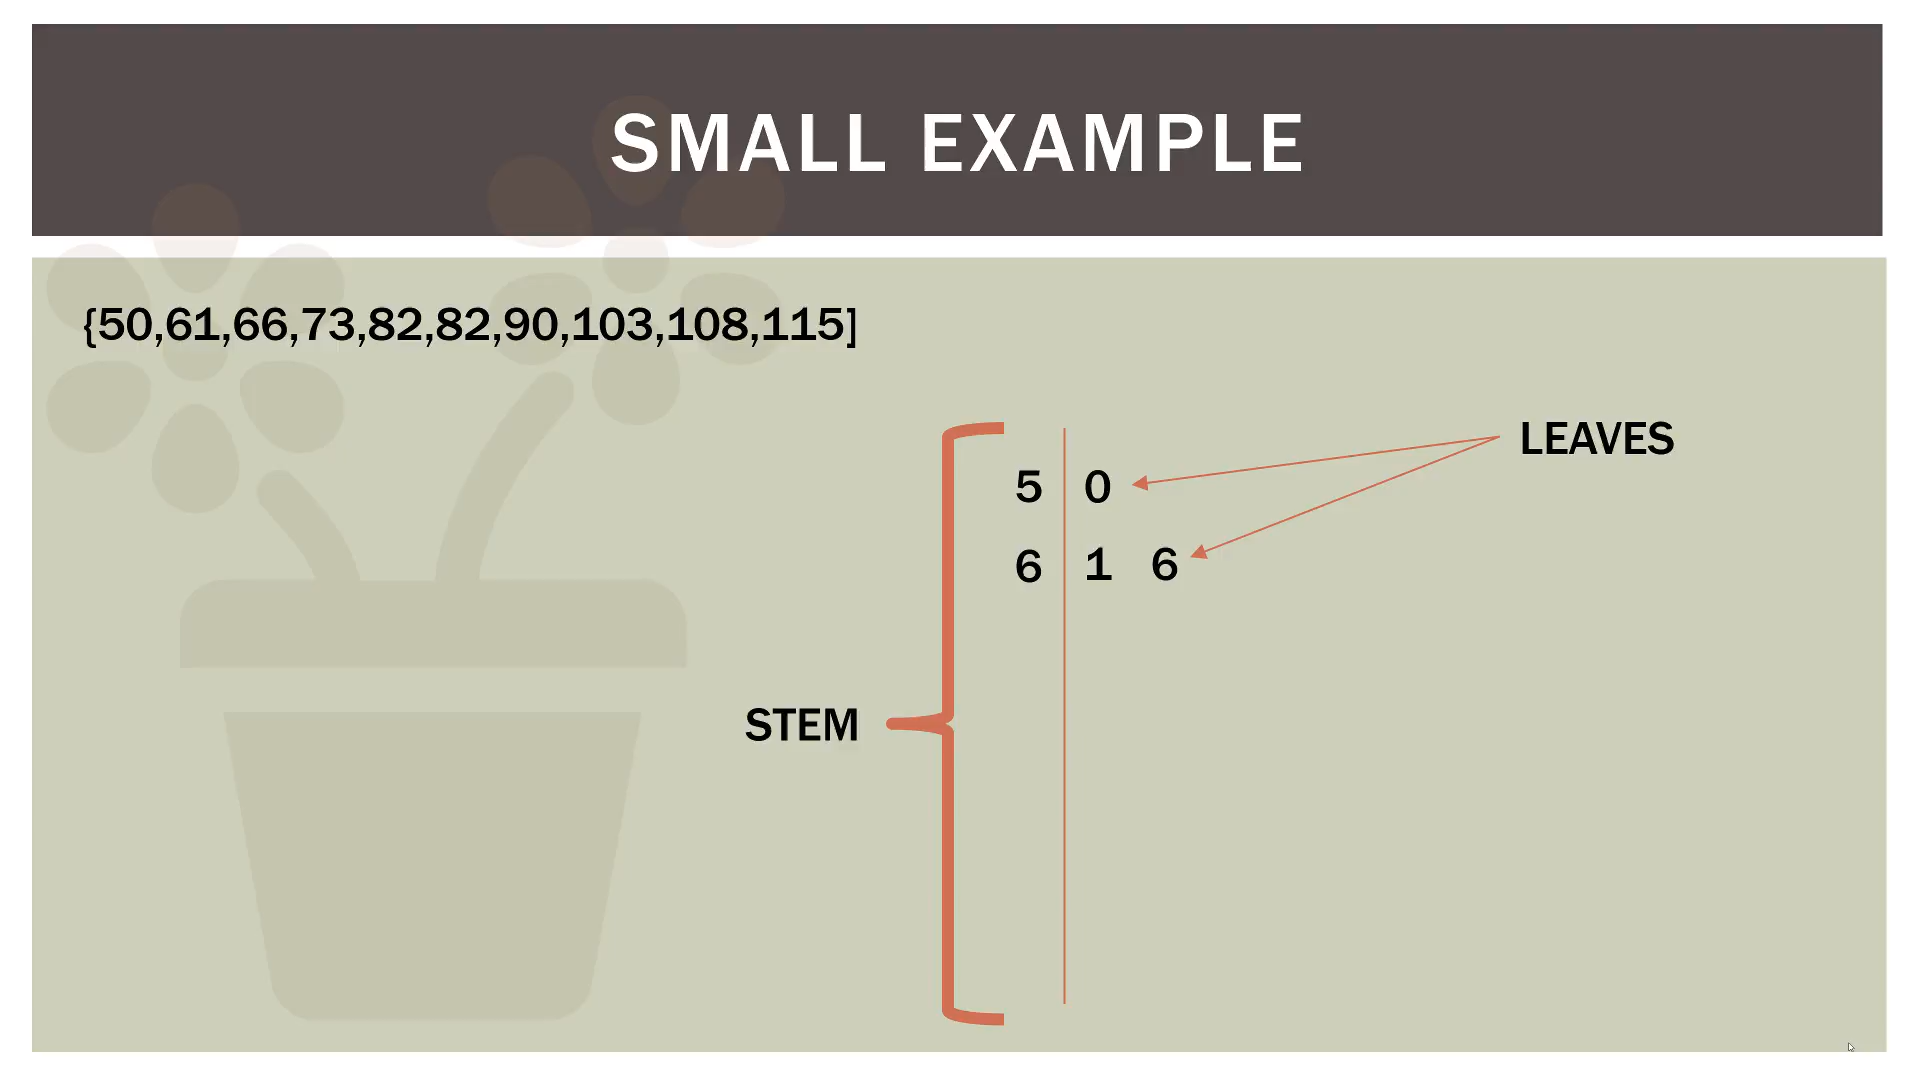 SMALL EXAMPLE
{50,61,66,73,82,82,90,103,108,115]
LEAVES
5 0
6 1 6
STEM